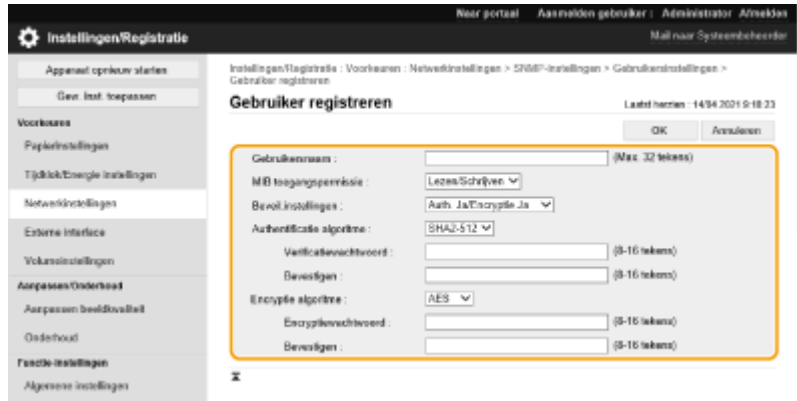 Naar portaal Aanmelden gebruiker : Administrator Afmelden
Instellingen/Registratie
Mail naar Systeembeheerder
Apparaat opnieuw starten
Gew. Inst. toepassen
Voorkeuren
Papierinstellingen
Tijdklok/Energie instellingen
Netwerkinstellingen
Externe interface
Volumeinstellingen
Aanpassen/Onderhoud
Aanpassen beeldkwaliteit
Onderhoud
Functie-instellingen
Algemene instellingen
Instellingen/Registratie : Voorkeuren : Netwerkinstellingen > SNMP-instellingen > Gebruikersinstellingen >
Gebruiker registreren
Gebruiker registreren
Laatst herzien : 14/04 2021 9:18:23
OK Annuleren
Gebruikersnaam : (Max. 32 tekens)
MIB toegangspermissie : Lezen/Schrijven
Beveil.instellingen : Auth. Ja/Encryptie Ja
Authentificatie algoritme : SHA2-512
Verificatiewachtwoord : (8-16 tekens)
Bevestigen : (8-16 tekens)
Encryptie algoritme : AES
Encryptiewachtwoord : (8-16 tekens)
Bevestigen : (8-16 tekens)